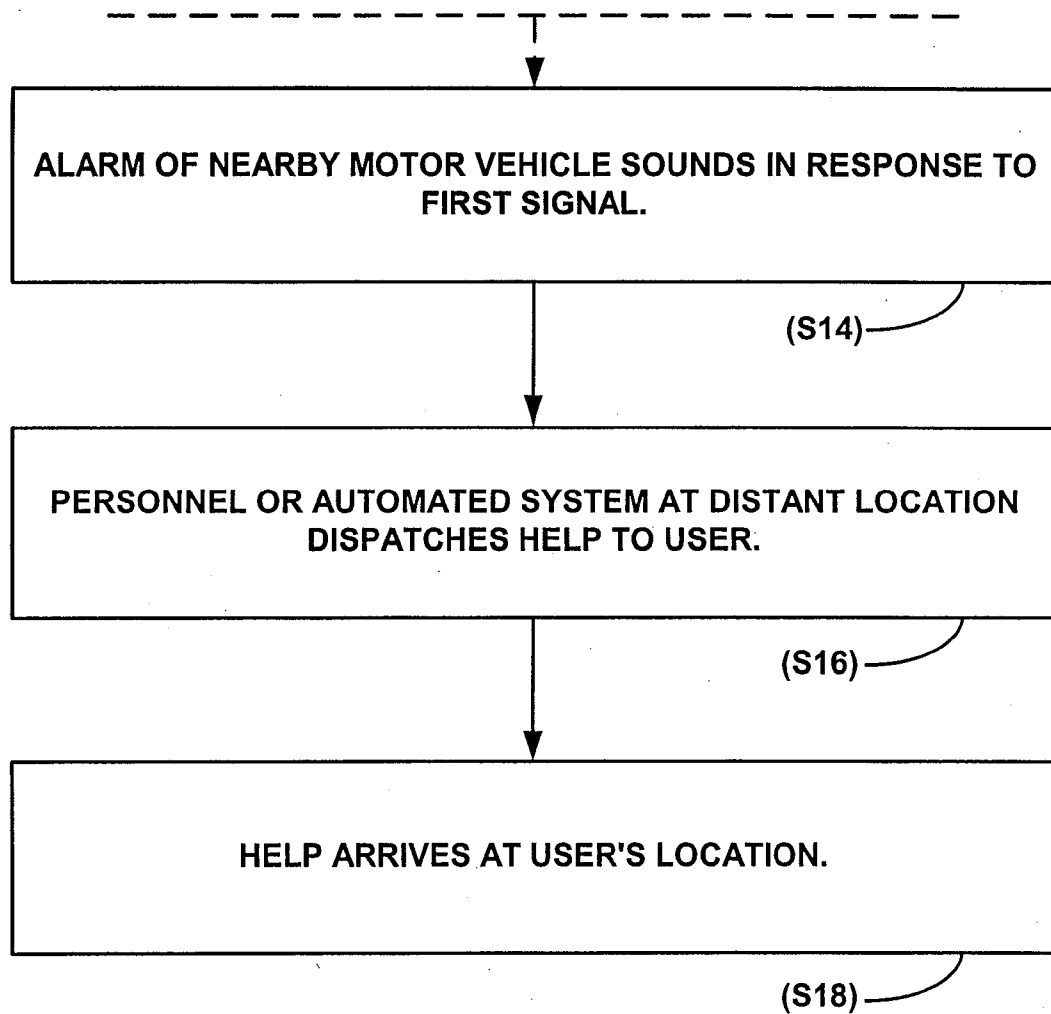 ALARM OF NEARBY MOTOR VEHICLE SOUNDS IN RESPONSE TO
FIRST SIGNAL.
(S14)
PERSONNEL OR AUTOMATED SYSTEM AT DISTANT LOCATION
DISPATCHES HELP TO USER.
(S16)
HELP ARRIVES AT USER'S LOCATION.
(S18)